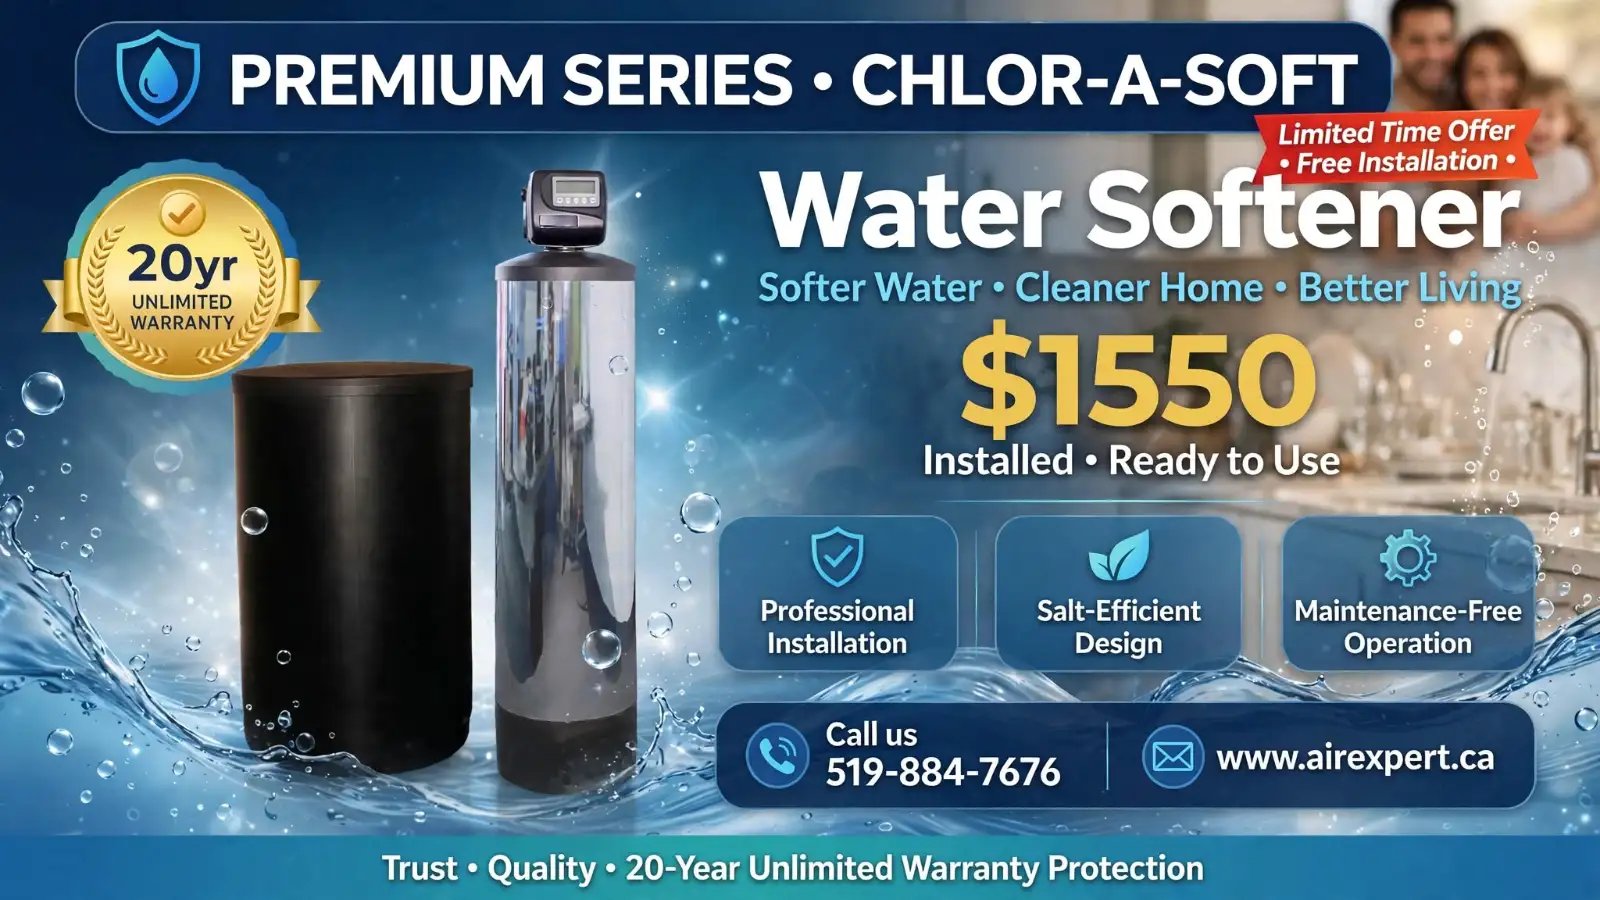 PREMIUM SERIES • CHLOR-A-SOFT
Limited Time Offer
• Free Installation •
Water Softener
Softer Water • Cleaner Home • Better Living
$1550
Installed • Ready to Use
20yr
UNLIMITED
WARRANTY
Professional
Installation
Salt-Efficient
Design
Maintenance-Free
Operation
Call us
519-884-7676
www.airexpert.ca
Trust • Quality • 20-Year Unlimited Warranty Protection